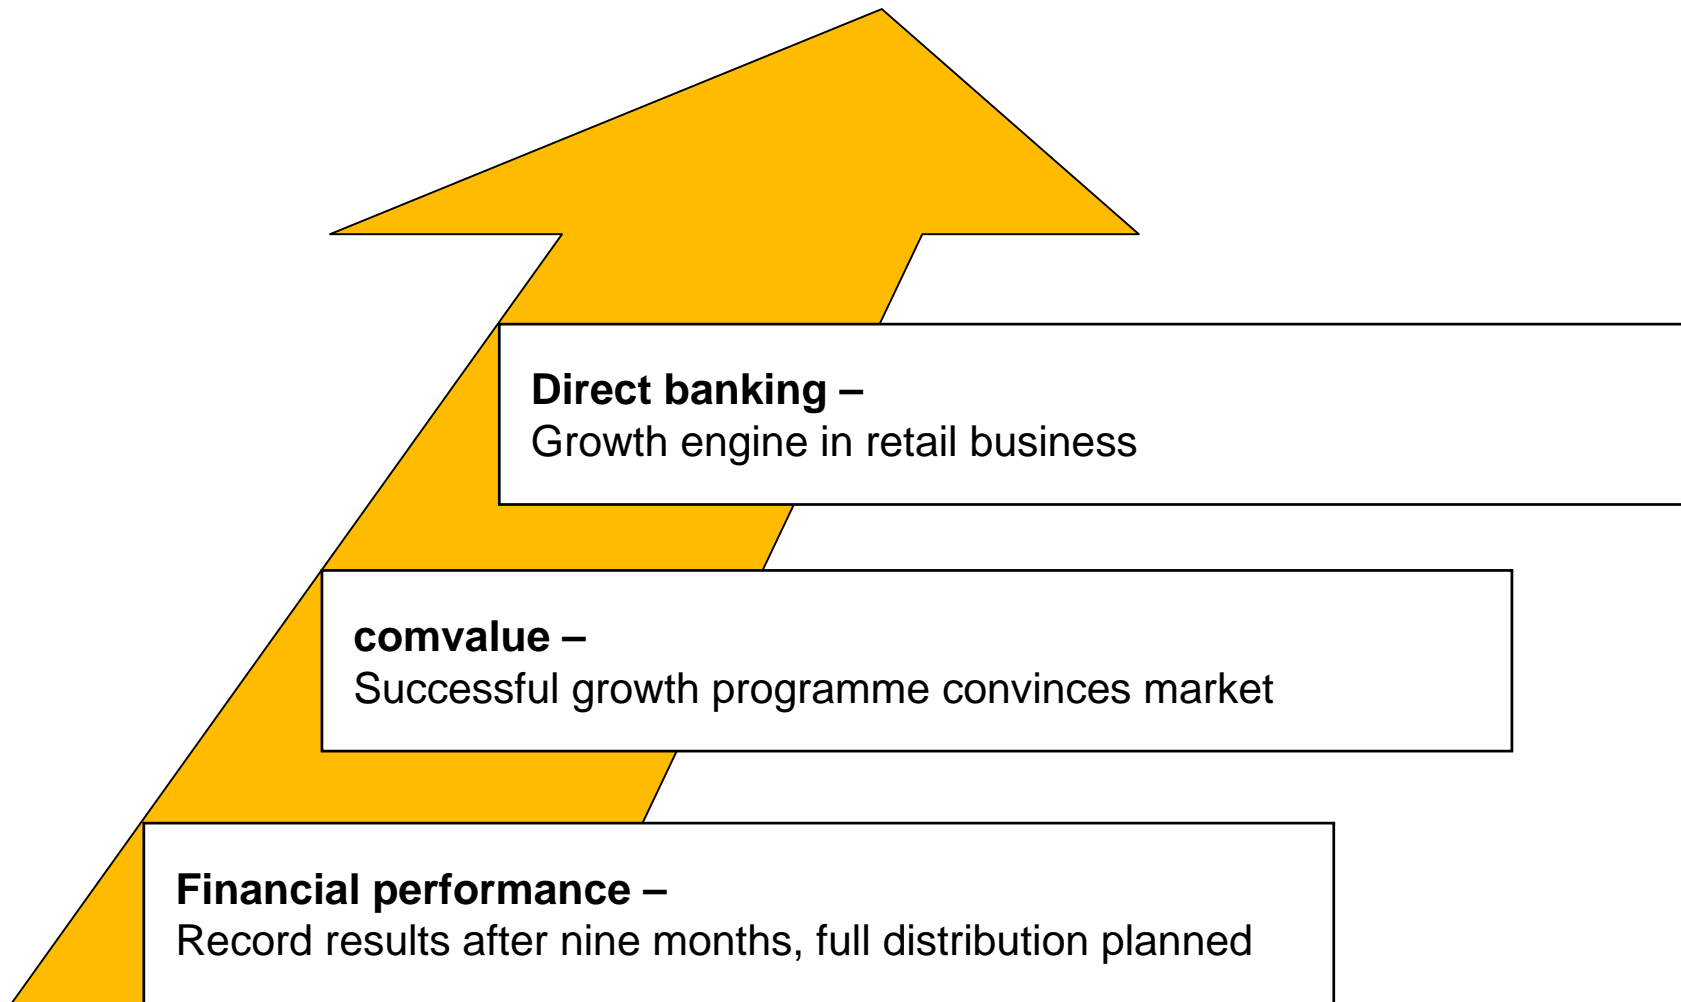 Direct banking –
Growth engine in retail business
comvalue –
Successful growth programme convinces market
Financial performance –
Record results after nine months, full distribution planned